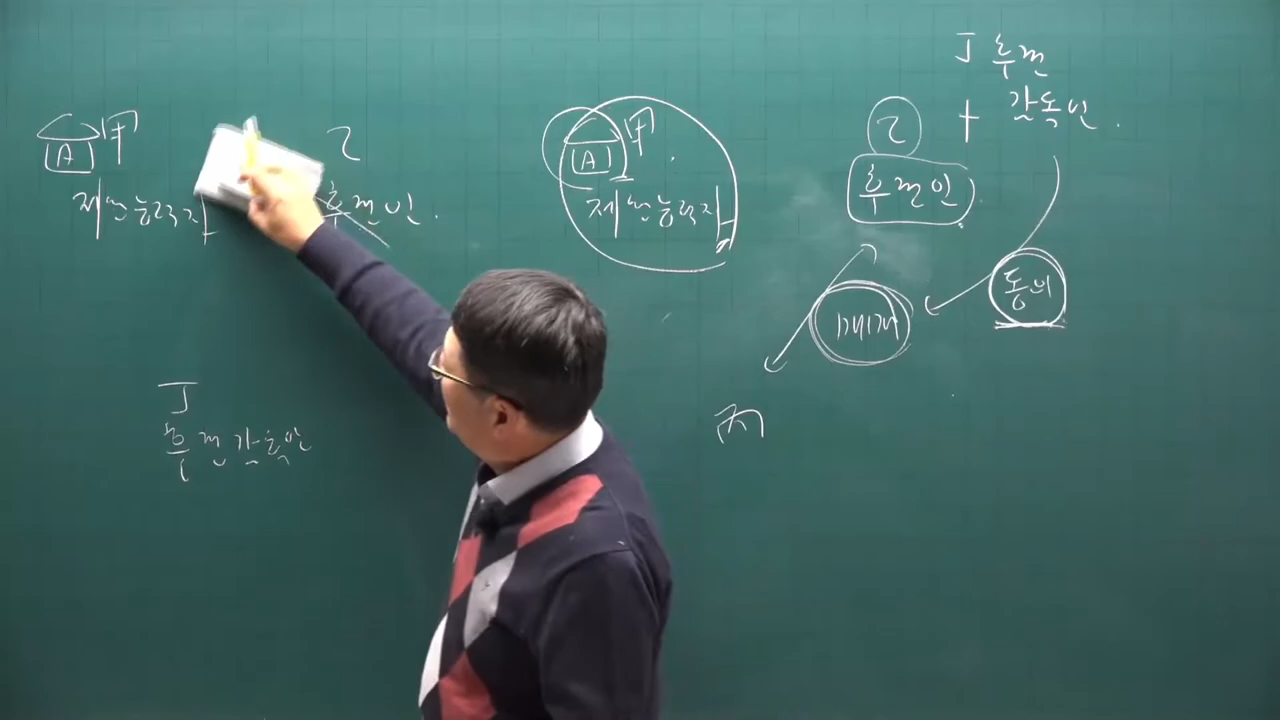 A 甲
乙
제한능력자
후견인.
丁
후견감독인
A 甲
제한능력자
乙
후견인
丁 후견
+ 감독인.
동의
매매
丙